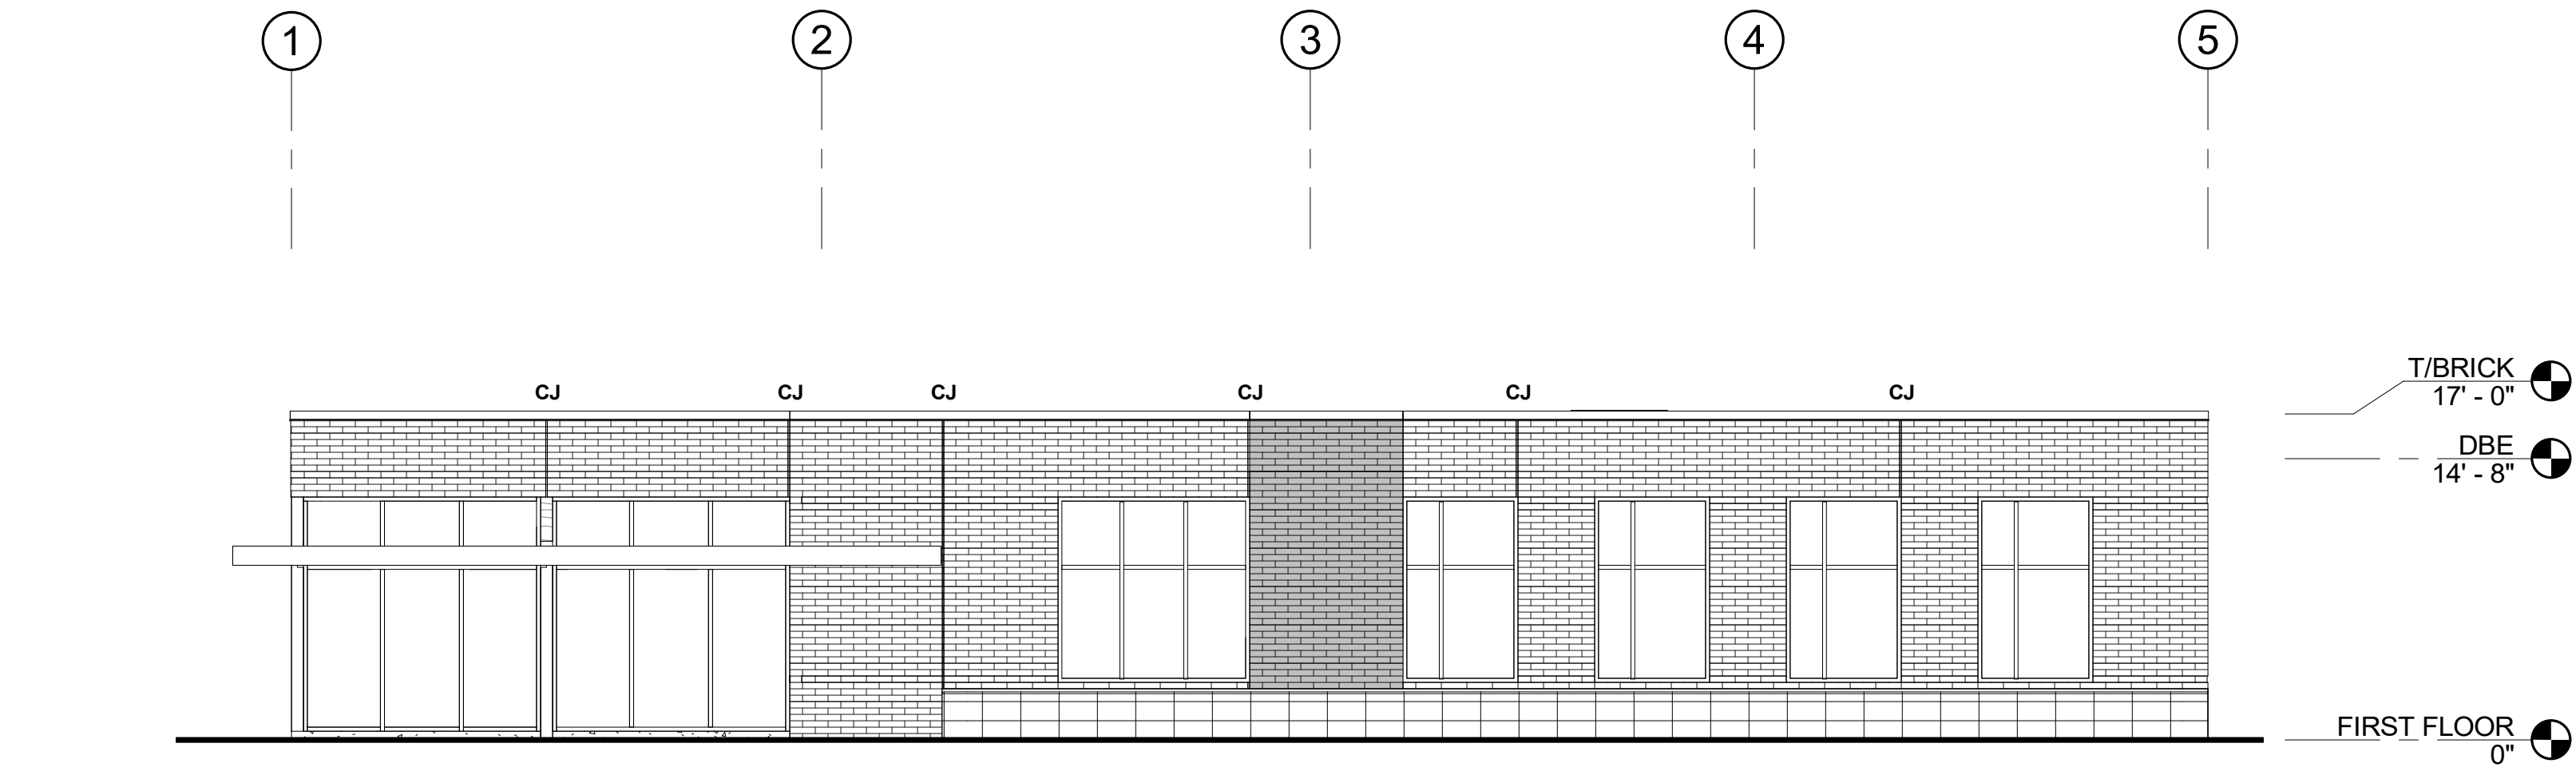 1
2
3
4
5
CJ
CJ
CJ
CJ
CJ
CJ
T/BRICK
17' - 0"
DBE
14' - 8"
FIRST FLOOR
0"